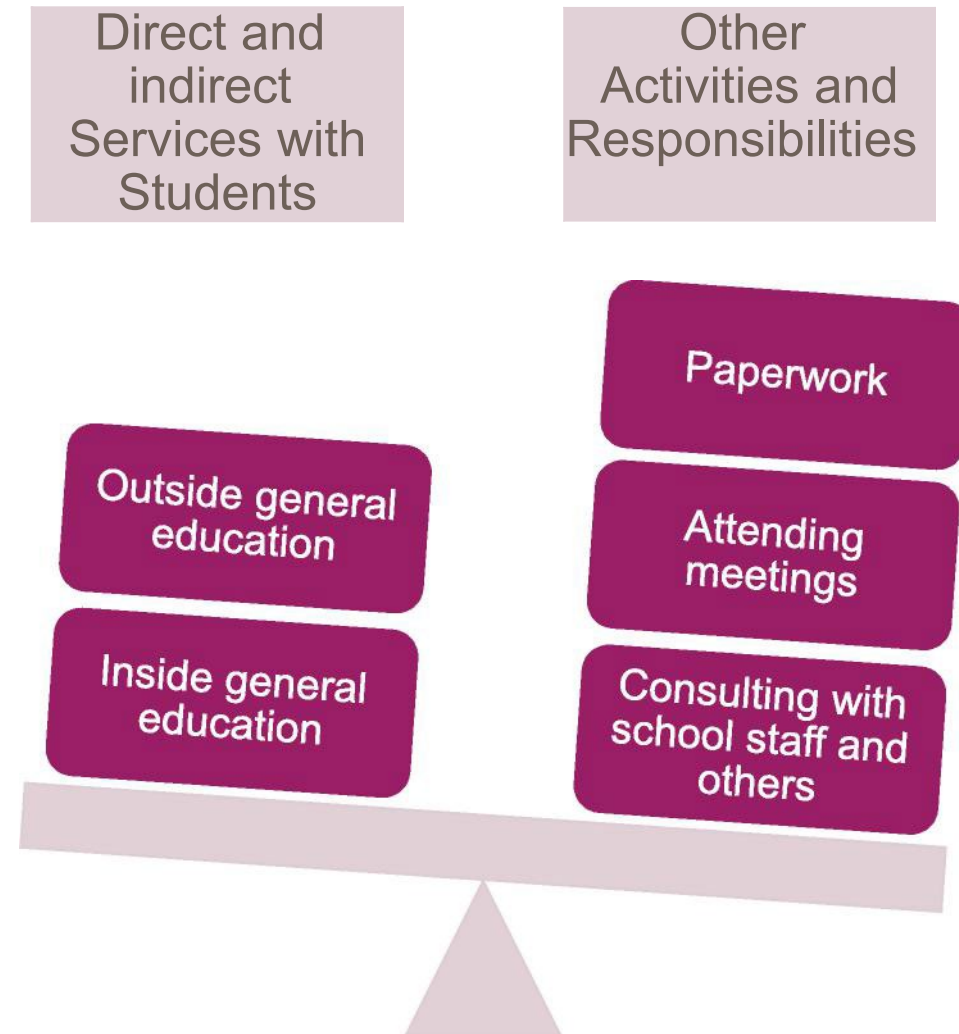 Direct and
indirect
Services with
Students
Other
Activities and
Responsibilities
Outside general
education
Inside general
education
Paperwork
Attending
meetings
Consulting with
school staff and
others